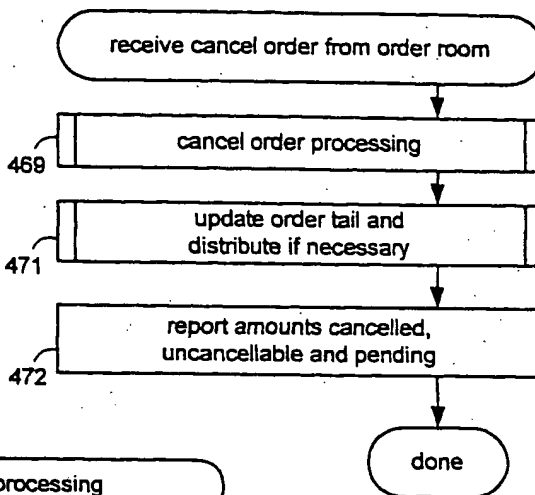 receive cancel order from order room
cancel order processing
469
update order tail and
distribute if necessary
471
report amounts cancelled,
uncancellable and pending
472
done
processing